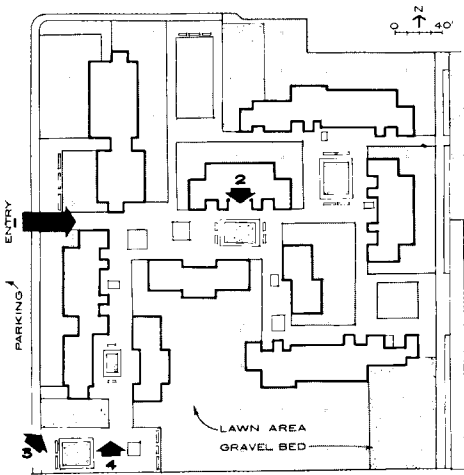 N
0 40'
2
ENTRY
1
PARKING
LAWN AREA
GRAVEL BED
3
4